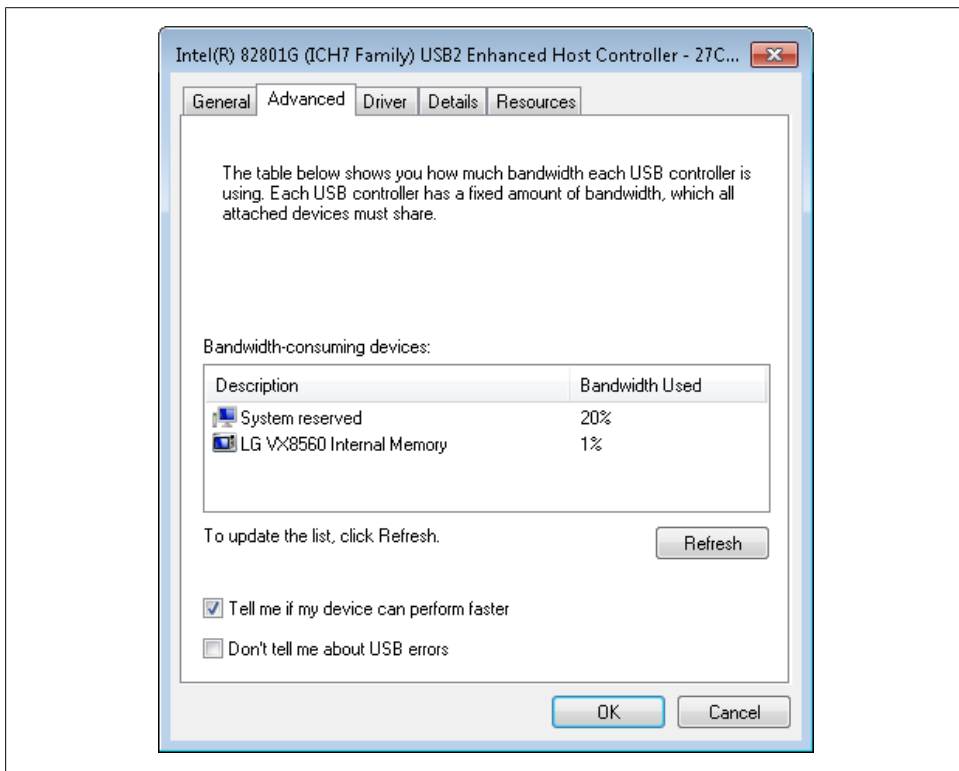 Intel(R) 82801G (ICH7 Family) USB2 Enhanced Host Controller - 27C...
General Advanced Driver Details Resources
The table below shows you how much bandwidth each USB controller is
using. Each USB controller has a fixed amount of bandwidth, which all
attached devices must share.
Bandwidth-consuming devices:
Description Bandwidth Used
System reserved 20%
LG VX8560 Internal Memory 1%
To update the list, click Refresh.
Refresh
Tell me if my device can perform faster
Don't tell me about USB errors
OK Cancel